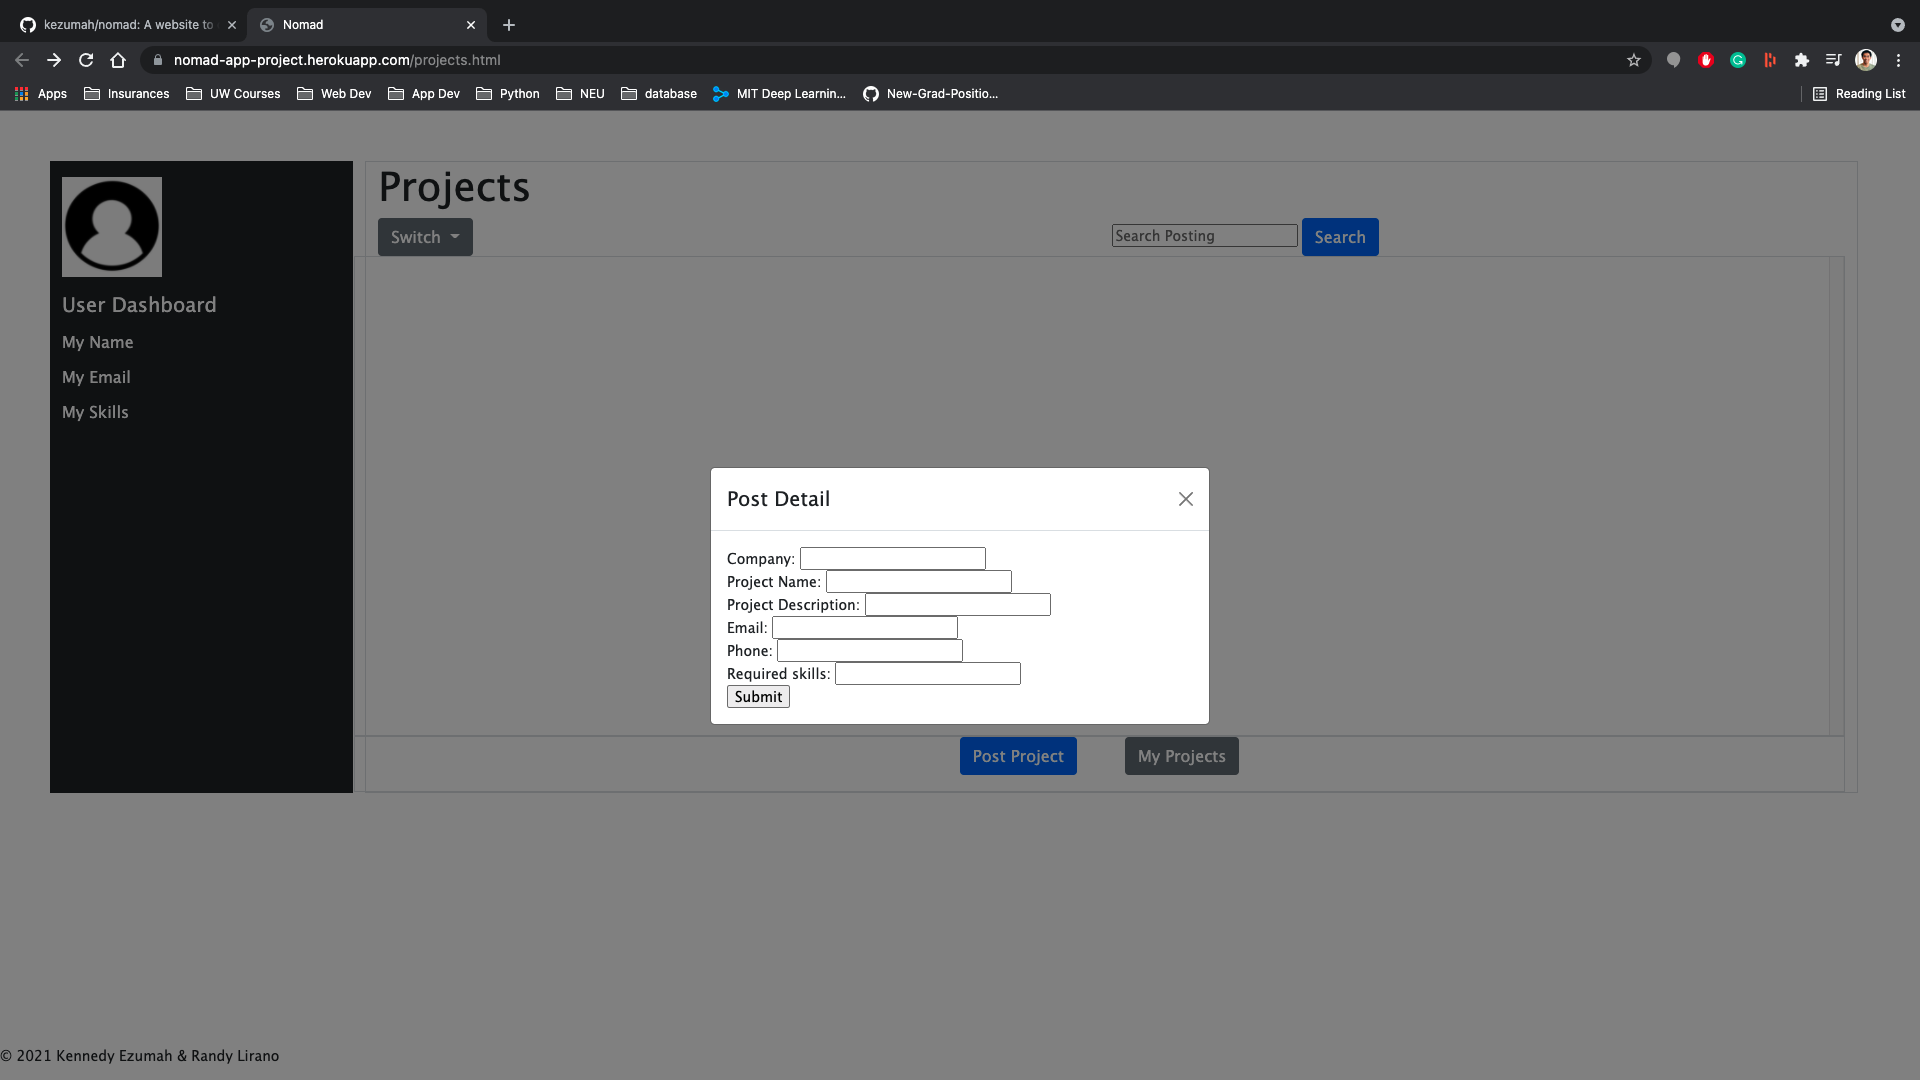 kezumah/nomad: A website to
Nomad
nomad-app-project.herokuapp.com/projects.html
Apps
Insurances
UW Courses
Web Dev
App Dev
Python
NEU
database
MIT Deep Learnin...
New-Grad-Positio...
Reading List
Projects
Switch
Search Posting
Search
User Dashboard
My Name
My Email
My Skills
Post Detail
Company:
Project Name:
Project Description:
Email:
Phone:
Required skills:
Submit
Post Project
My Projects
© 2021 Kennedy Ezumah & Randy Lirano